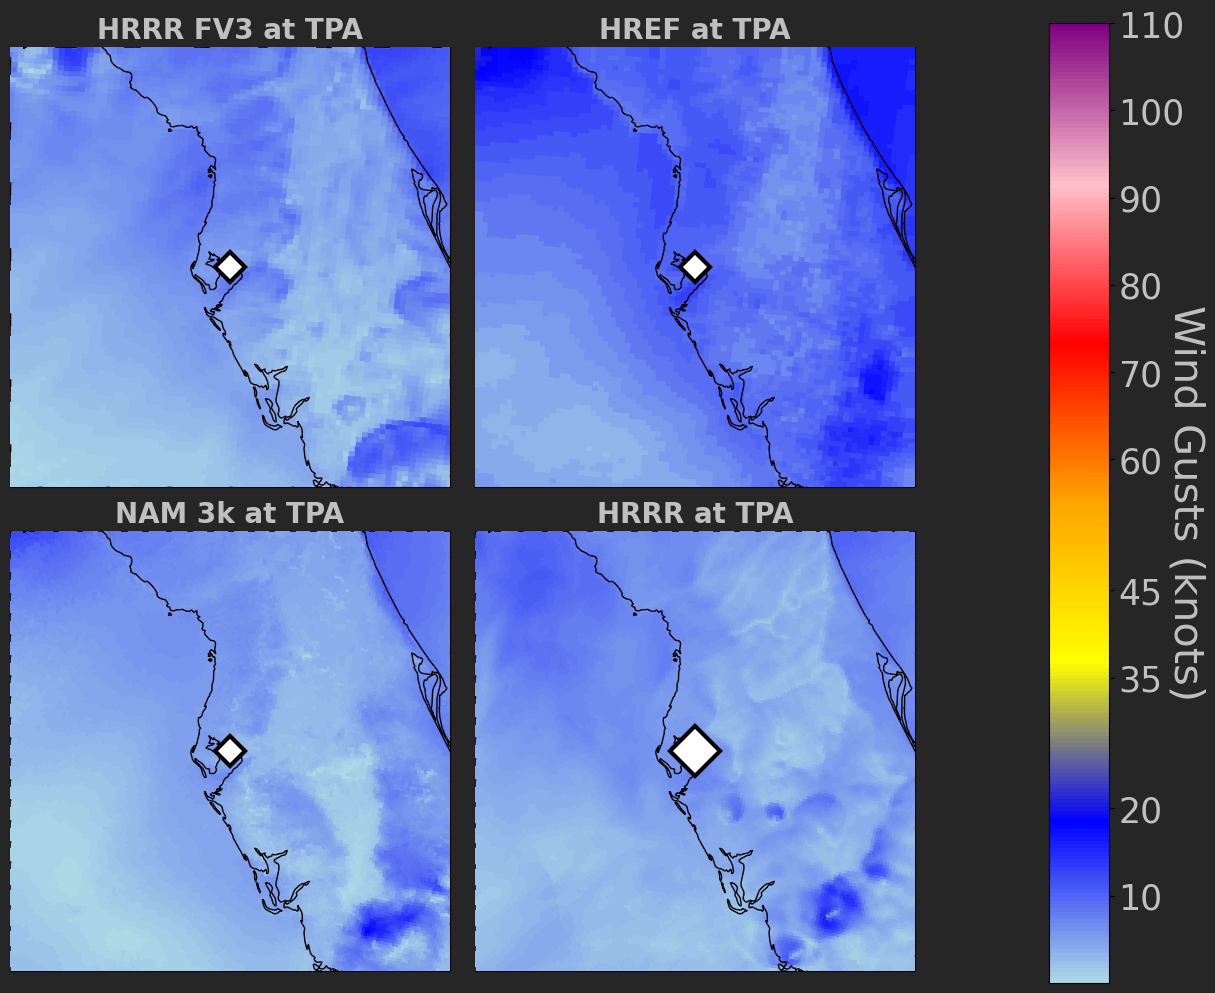 HRRR FV3 at TPA
HREF at TPA
NAM 3k at TPA
HRRR at TPA
110
100
90
80
70
60
45
35
20
10
Wind Gusts (knots)